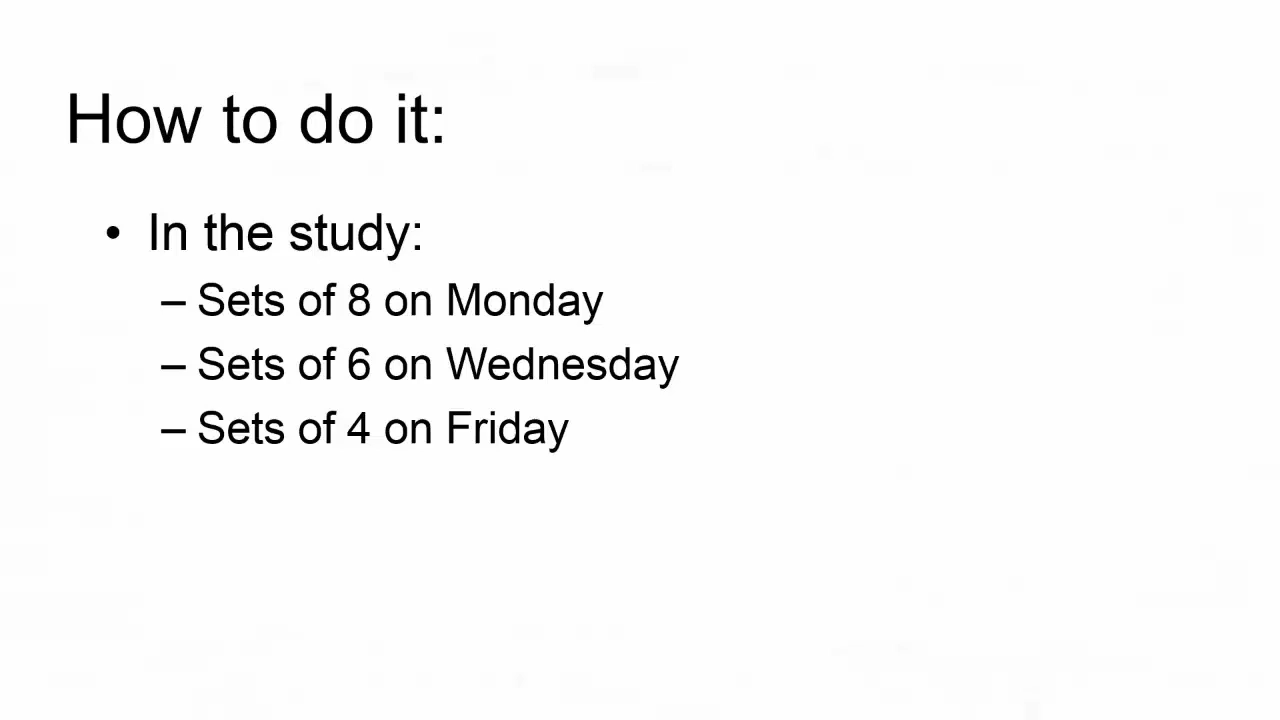 How to do it:
• In the study:
– Sets of 8 on Monday
– Sets of 6 on Wednesday
– Sets of 4 on Friday